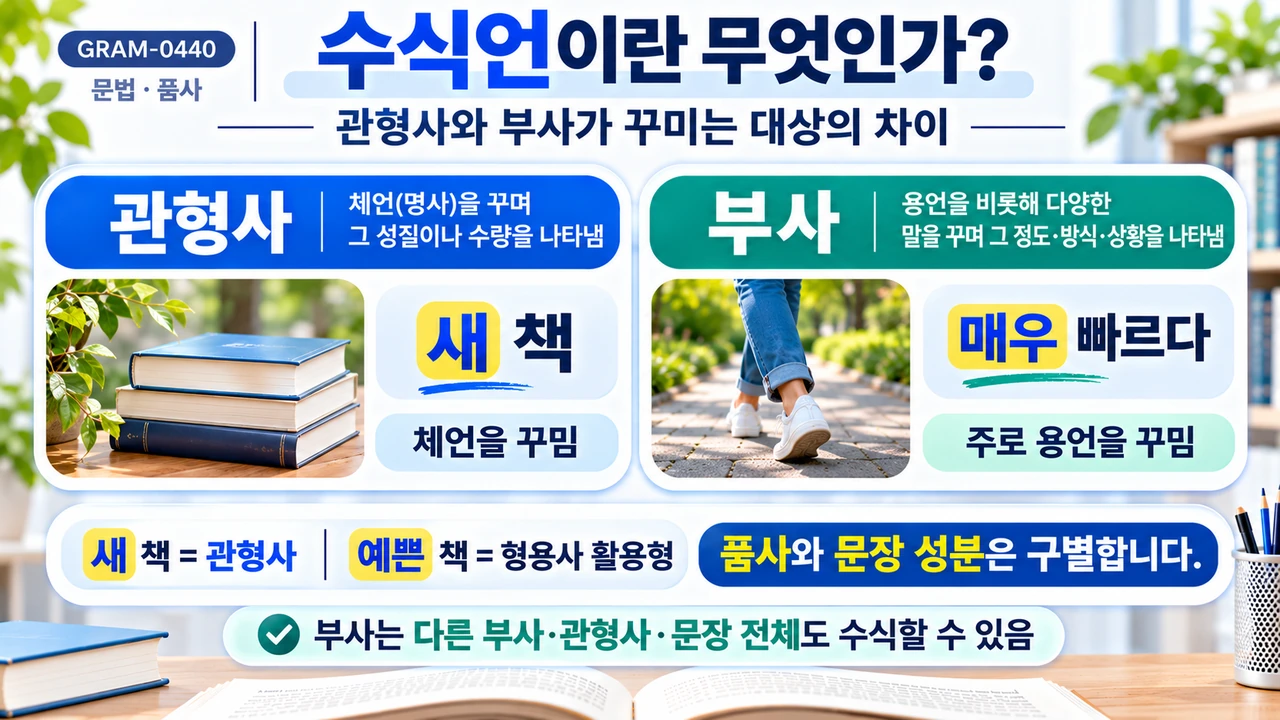 GRAM-0440
문법 · 품사
수식언이란 무엇인가?
관형사와 부사가 꾸미는 대상의 차이
관형사
체언(명사)을 꾸며
그 성질이나 수량을 나타냄
새 책
체언을 꾸밈
부사
용언을 비롯해 다양한
말을 꾸며 그 정도·방식·상황을 나타냄
매우 빠르다
주로 용언을 꾸밈
새 책 = 관형사
예쁜 책 = 형용사 활용형
품사와 문장 성분은 구별합니다.
부사는 다른 부사·관형사·문장 전체도 수식할 수 있음